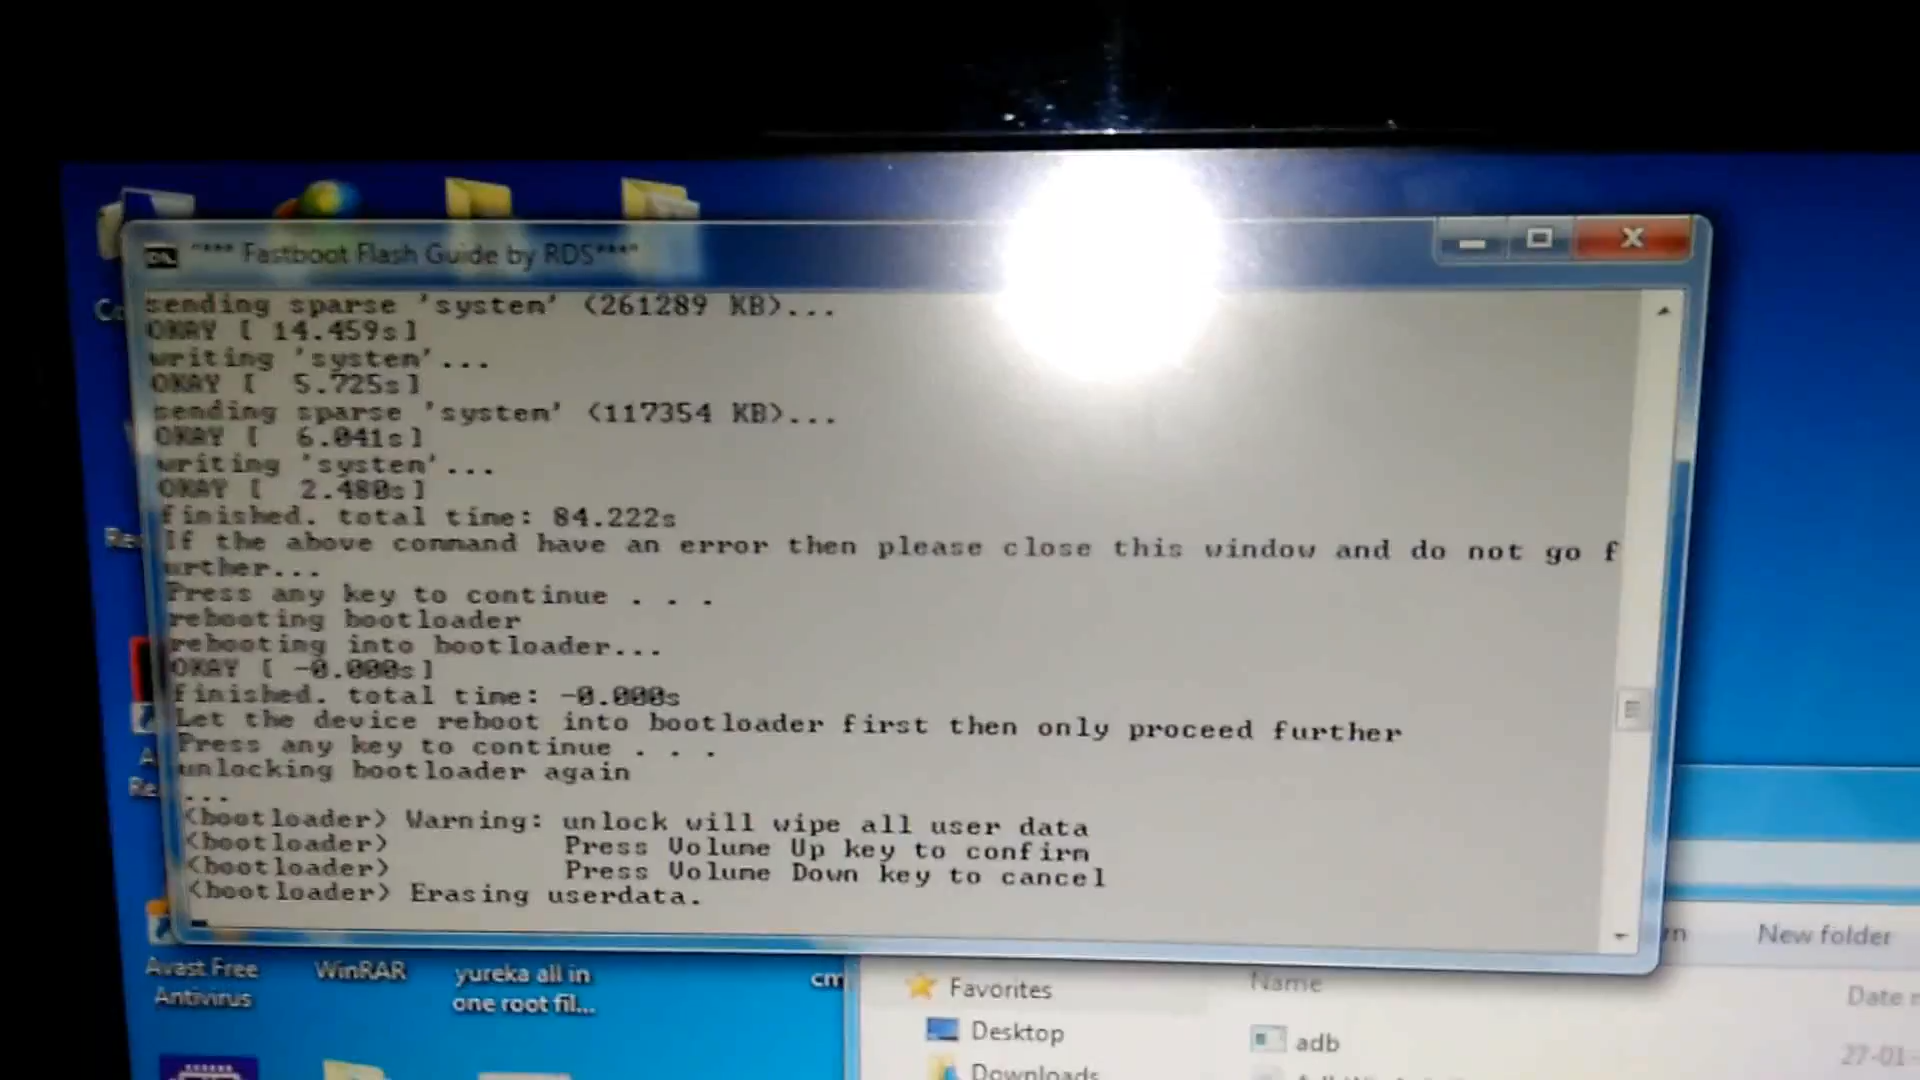 "*** Fastboot Flash Guide by RDS***"
sending sparse 'system' (261289 KB)...
OKAY [ 14.459s]
writing 'system'...
OKAY [  5.725s]
sending sparse 'system' (117354 KB)...
OKAY [  6.041s]
writing 'system'...
OKAY [  2.480s]
finished. total time: 84.222s
If the above command have an error then please close this window and do not go f
urther...
Press any key to continue . . .
rebooting bootloader
rebooting into bootloader...
OKAY [ -0.000s]
finished. total time: -0.000s
Let the device reboot into bootloader first then only proceed further
Press any key to continue . . .
unlocking bootloader again
...
(bootloader) Warning: unlock will wipe all user data
(bootloader)          Press Volume Up key to confirm
(bootloader)          Press Volume Down key to cancel
(bootloader) Erasing userdata.
Avast Free
Antivirus
WinRAR
yureka all in
one root fil...
cm
New folder
Favorites
Name
Date
Desktop
adb
27-01-
Downloads